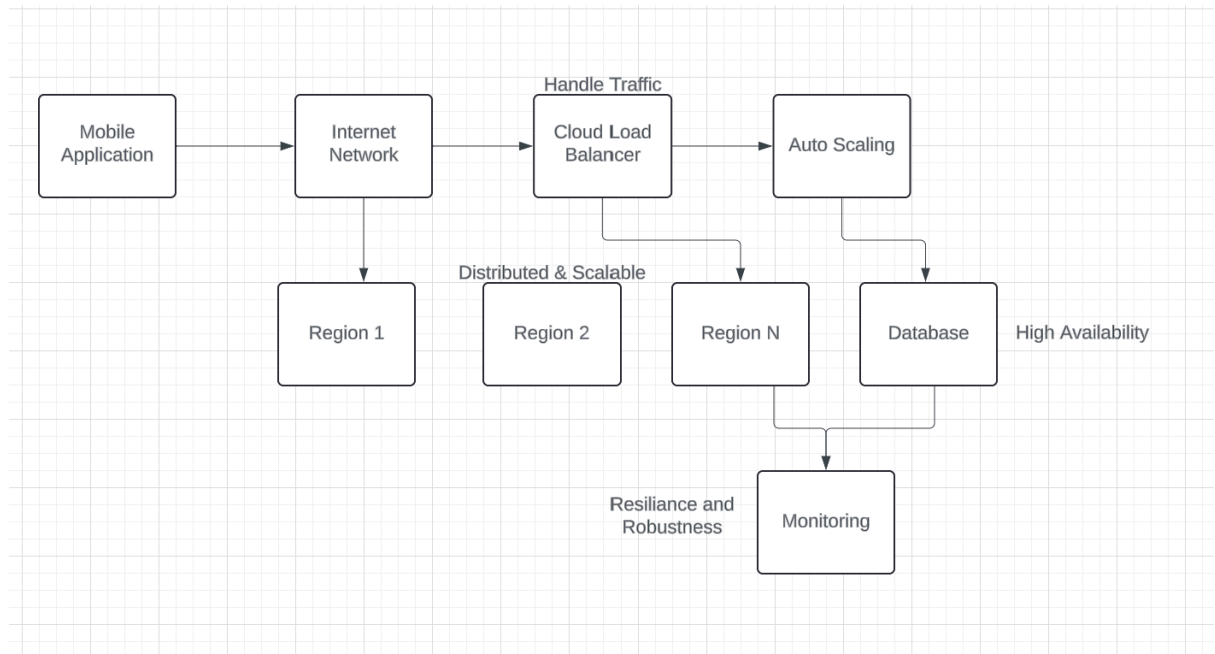 Handle Traffic
Mobile
Application
Internet
Network
Cloud Load
Balancer
Auto Scaling
Distributed & Scalable
Region 1
Region 2
Region N
Database
High Availability
Resiliance and
Robustness
Monitoring